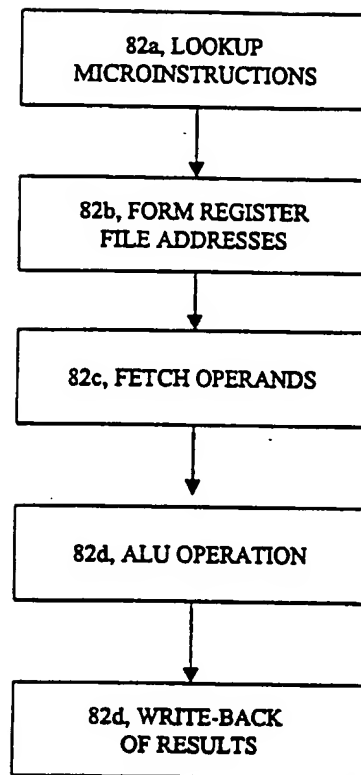 82a, LOOKUP
MICROINSTRUCTIONS
82b, FORM REGISTER
FILE ADDRESSES
82c, FETCH OPERANDS
82d, ALU OPERATION
82d, WRITE-BACK
OF RESULTS